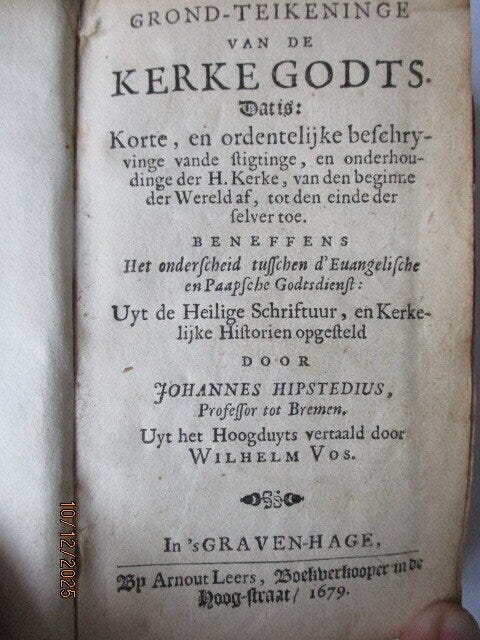 GROND-TEIKENINGE
VAN DE
KERKE GODTS.
Dat is:
Korte, en ordentelijke beſchry-
vinge vande ſtigtinge, en onderhou-
dinge der H. Kerke, van den beginne
der Wereld af, tot den einde der
ſelver toe.
BENEFFENS
Het onderſcheid tuſſchen d'Euangeliſche
en Paapſche Godtsdienſt:
Uyt de Heilige Schriftuur, en Kerke-
lijke Hiſtorien opgeſteld
DOOR
JOHANNES HIPSTEDIUS,
Profeſſor tot Bremen,
Uyt het Hoogduyts vertaald door
WILHELM VOS.
In 'sGRAVEN-HAGE,
By Arnout Leers, Boekverkooper in de
Hoog-ſtraat/ 1679.
10/12/2025